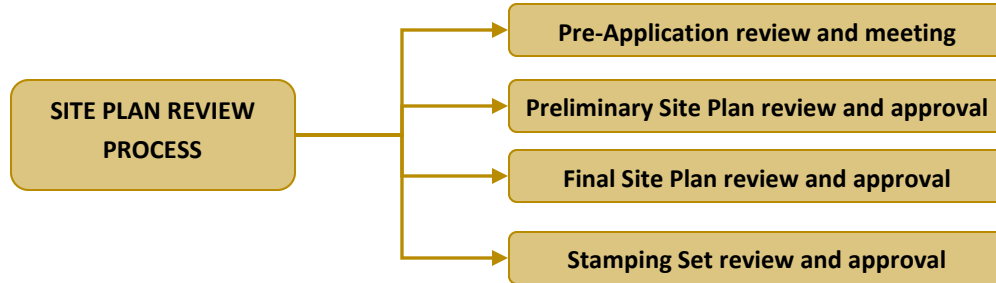 SITE PLAN REVIEW
PROCESS
Pre-Application review and meeting
Preliminary Site Plan review and approval
Final Site Plan review and approval
Stamping Set review and approval